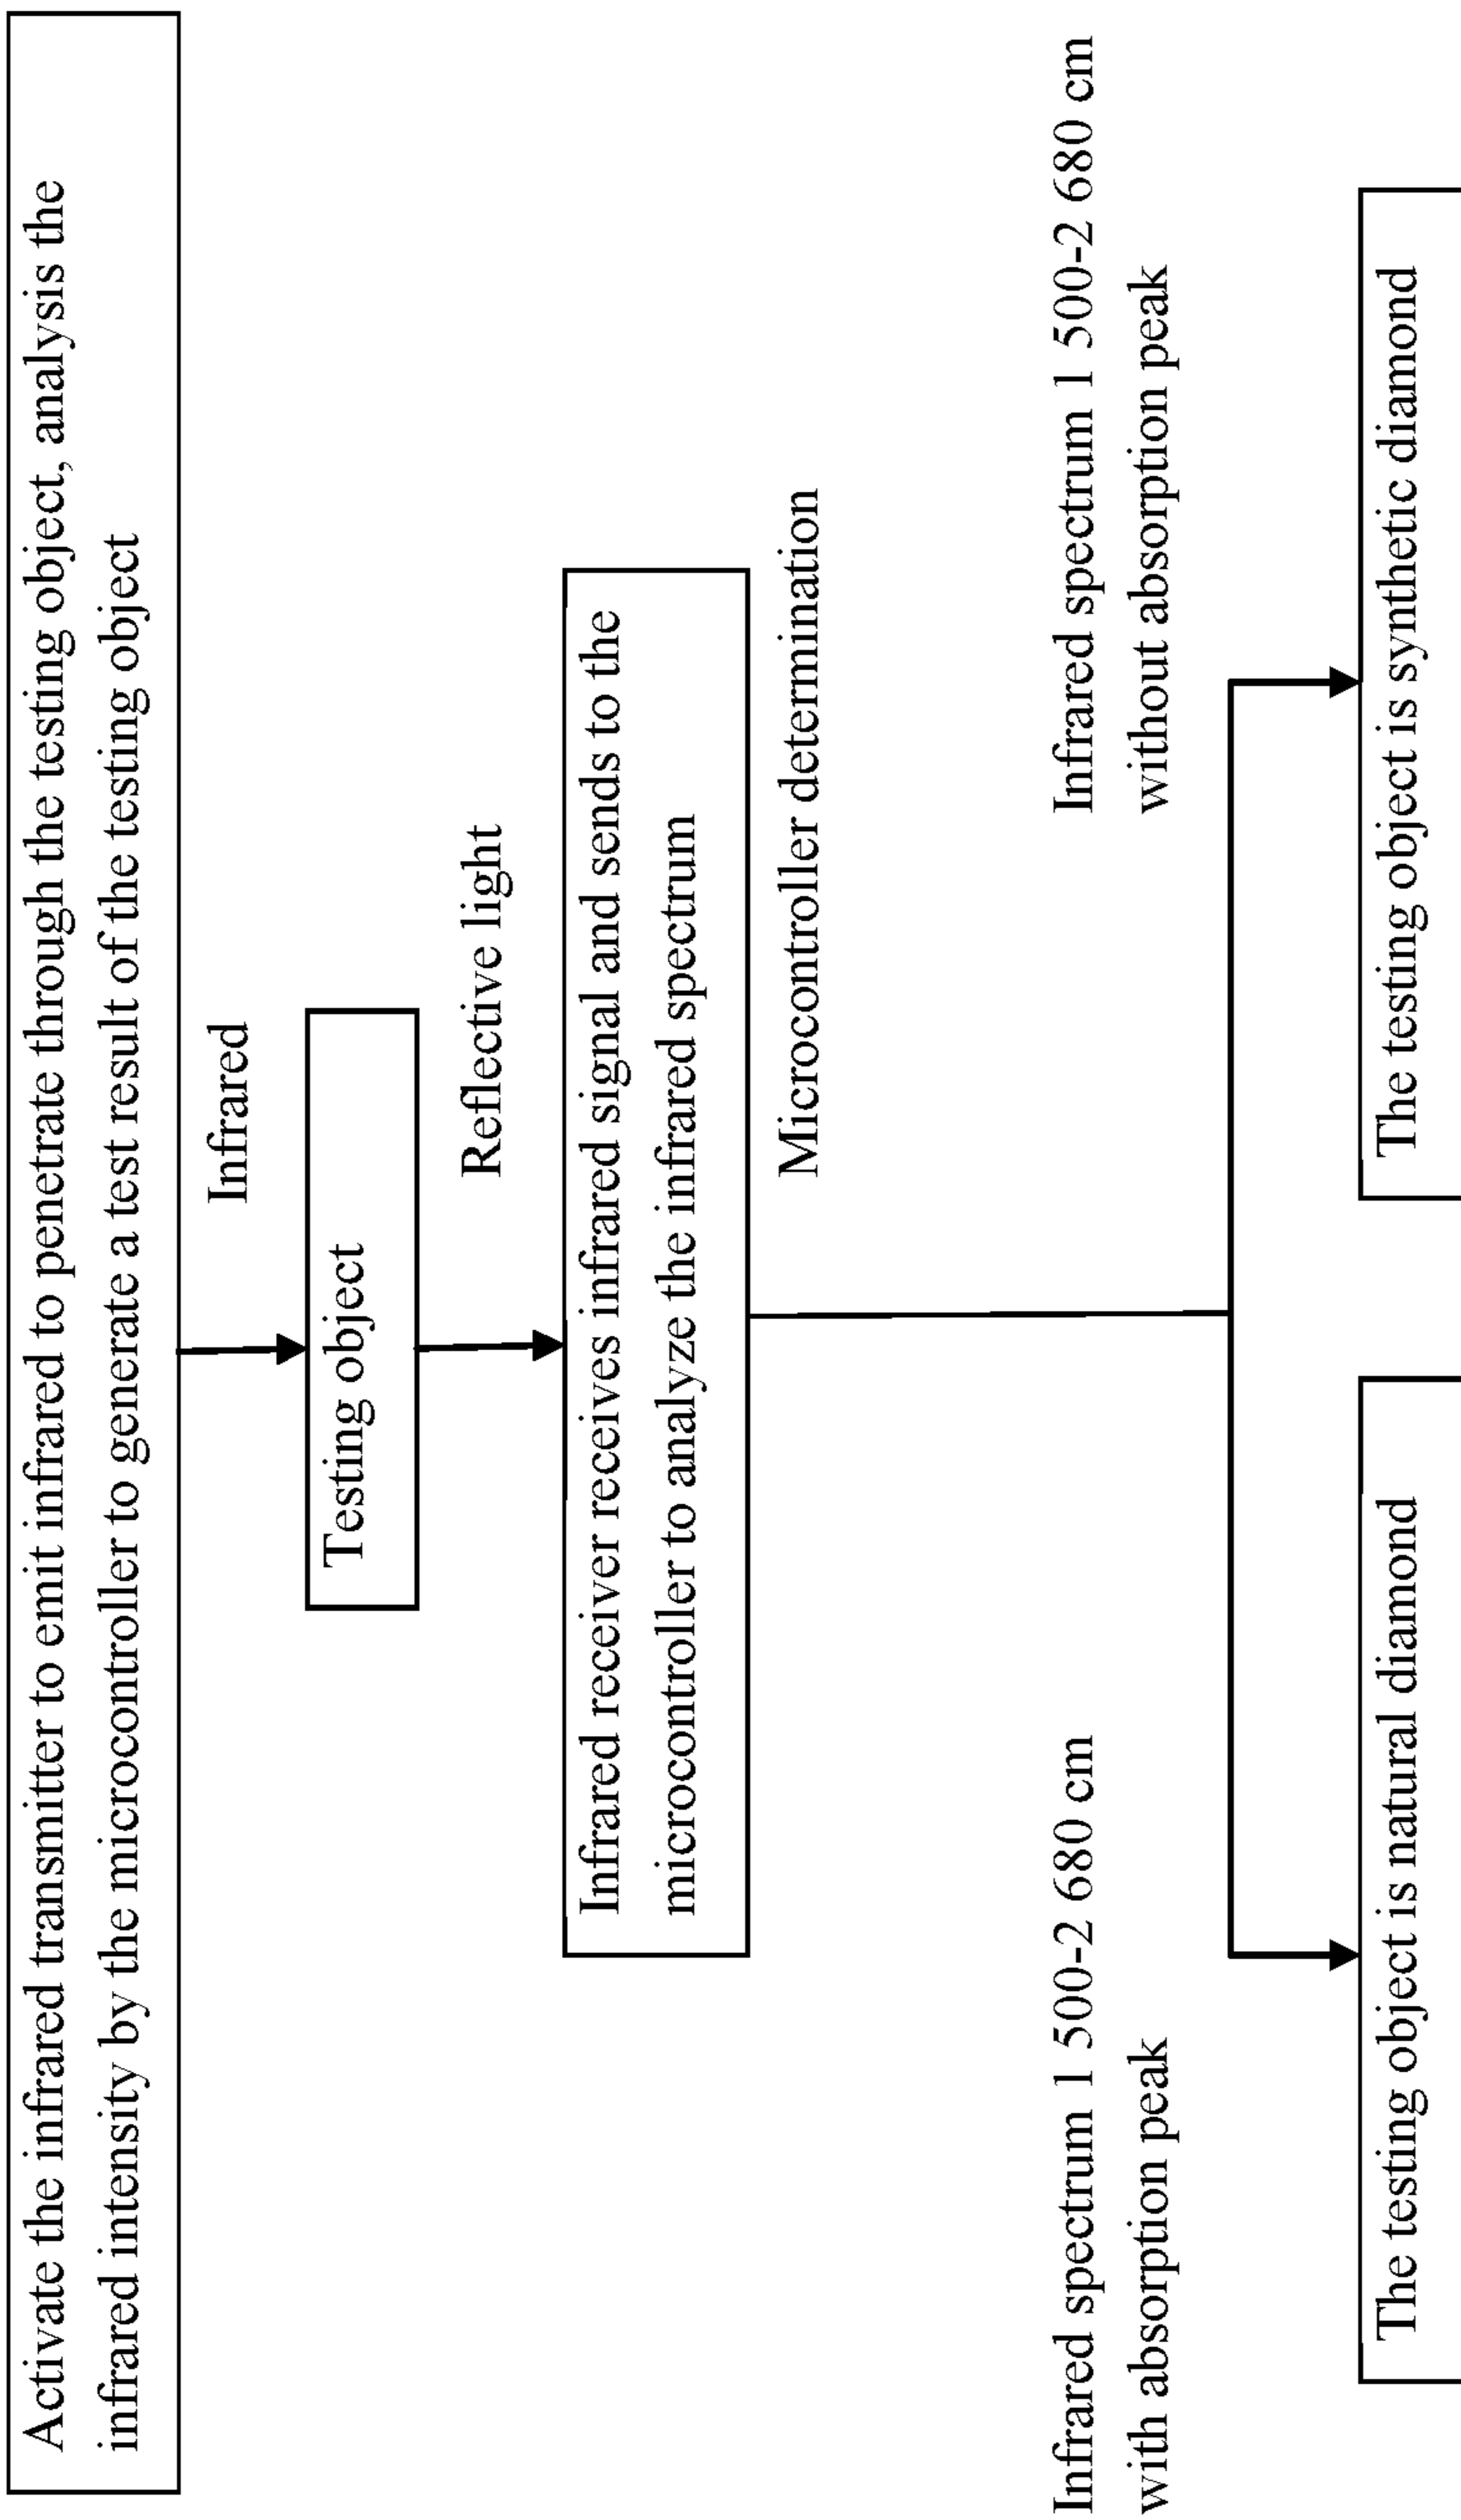 Activate the infrared transmitter to emit infrared to penetrate through the testing object, analysis the
infrared intensity by the microcontroller to generate a test result of the testing object
Infrared
Testing object
Reflective light
Infrared receiver receives infrared signal and sends to the
microcontroller to analyze the infrared spectrum
Microcontroller determination
Infrared spectrum 1 500-2 680 cm
with absorption peak
Infrared spectrum 1 500-2 680 cm
without absorption peak
The testing object is natural diamond
The testing object is synthetic diamond